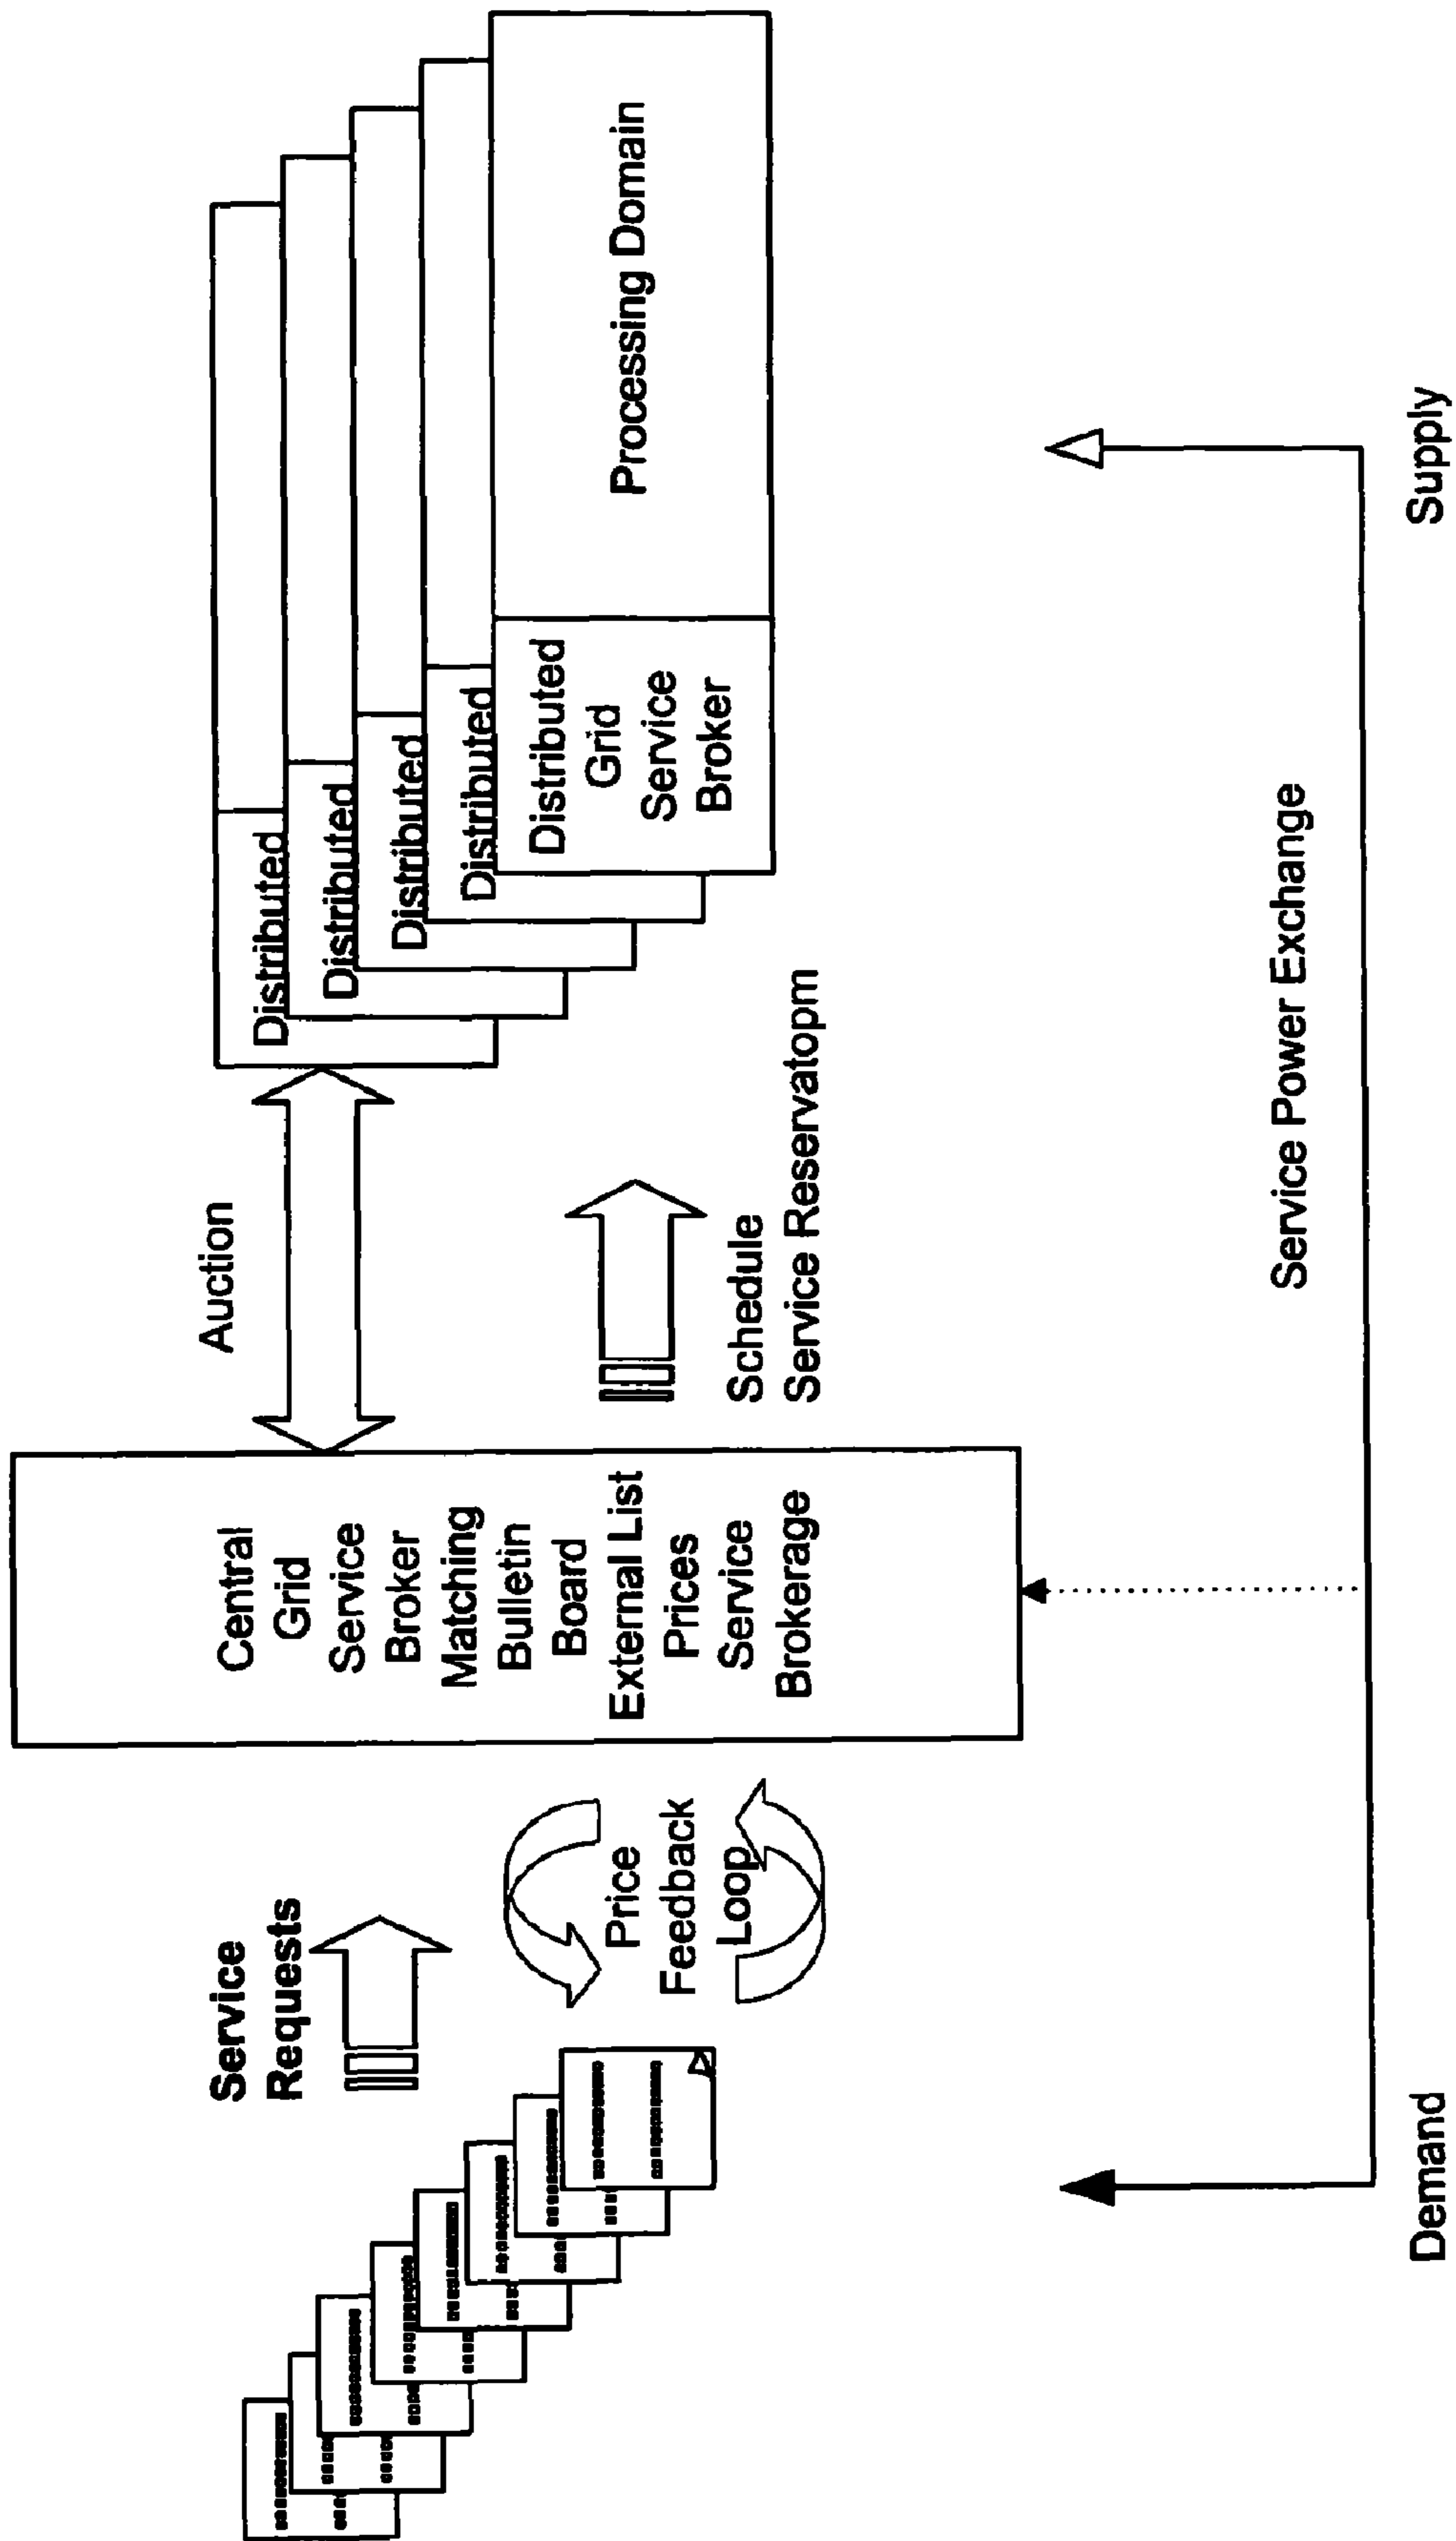 Service
Requests
Price
Feedback
Loop
Central
Grid
Service
Broker
Matching
Bulletin
Board
External List
Prices
Service
Brokerage
Auction
Schedule
Service Reservatopm
Distributed
Distributed
Distributed
Distributed
Distributed
Grid
Service
Broker
Processing Domain
Service Power Exchange
Demand
Supply